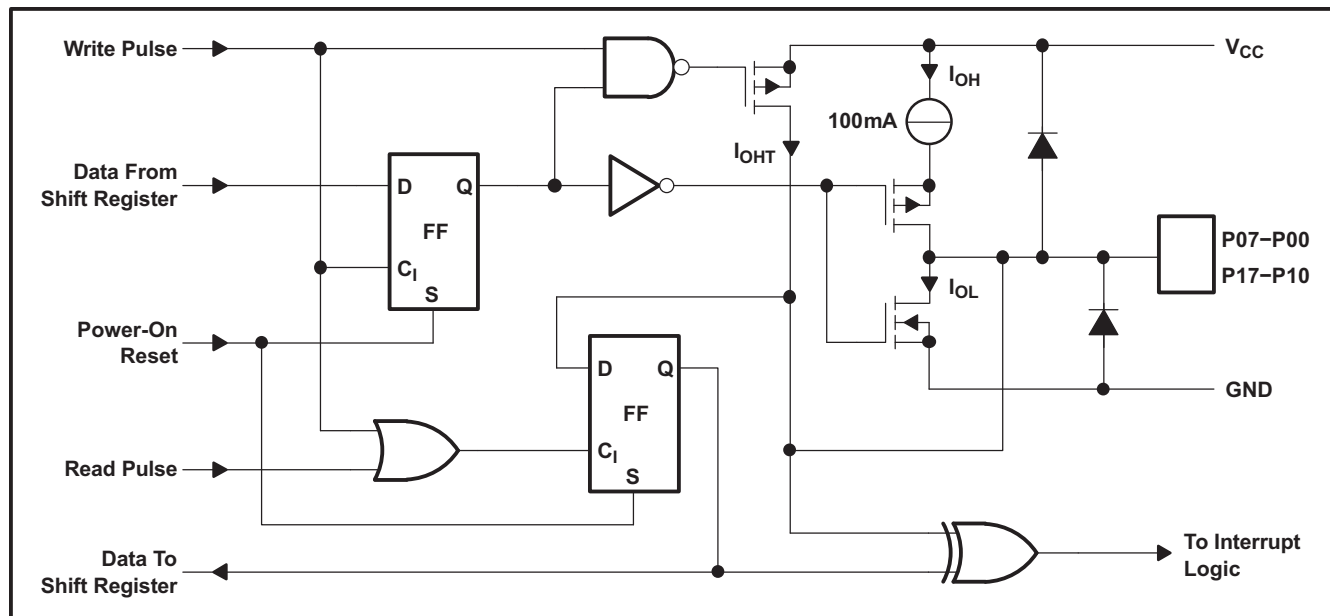 Write Pulse
V_CC
I_OH
100mA
I_OHT
Data From
Shift Register
D
Q
FF
C_I
S
P07–P00
P17–P10
I_OL
Power-On
Reset
D
Q
FF
C_I
S
GND
Read Pulse
Data To
Shift Register
To Interrupt
Logic